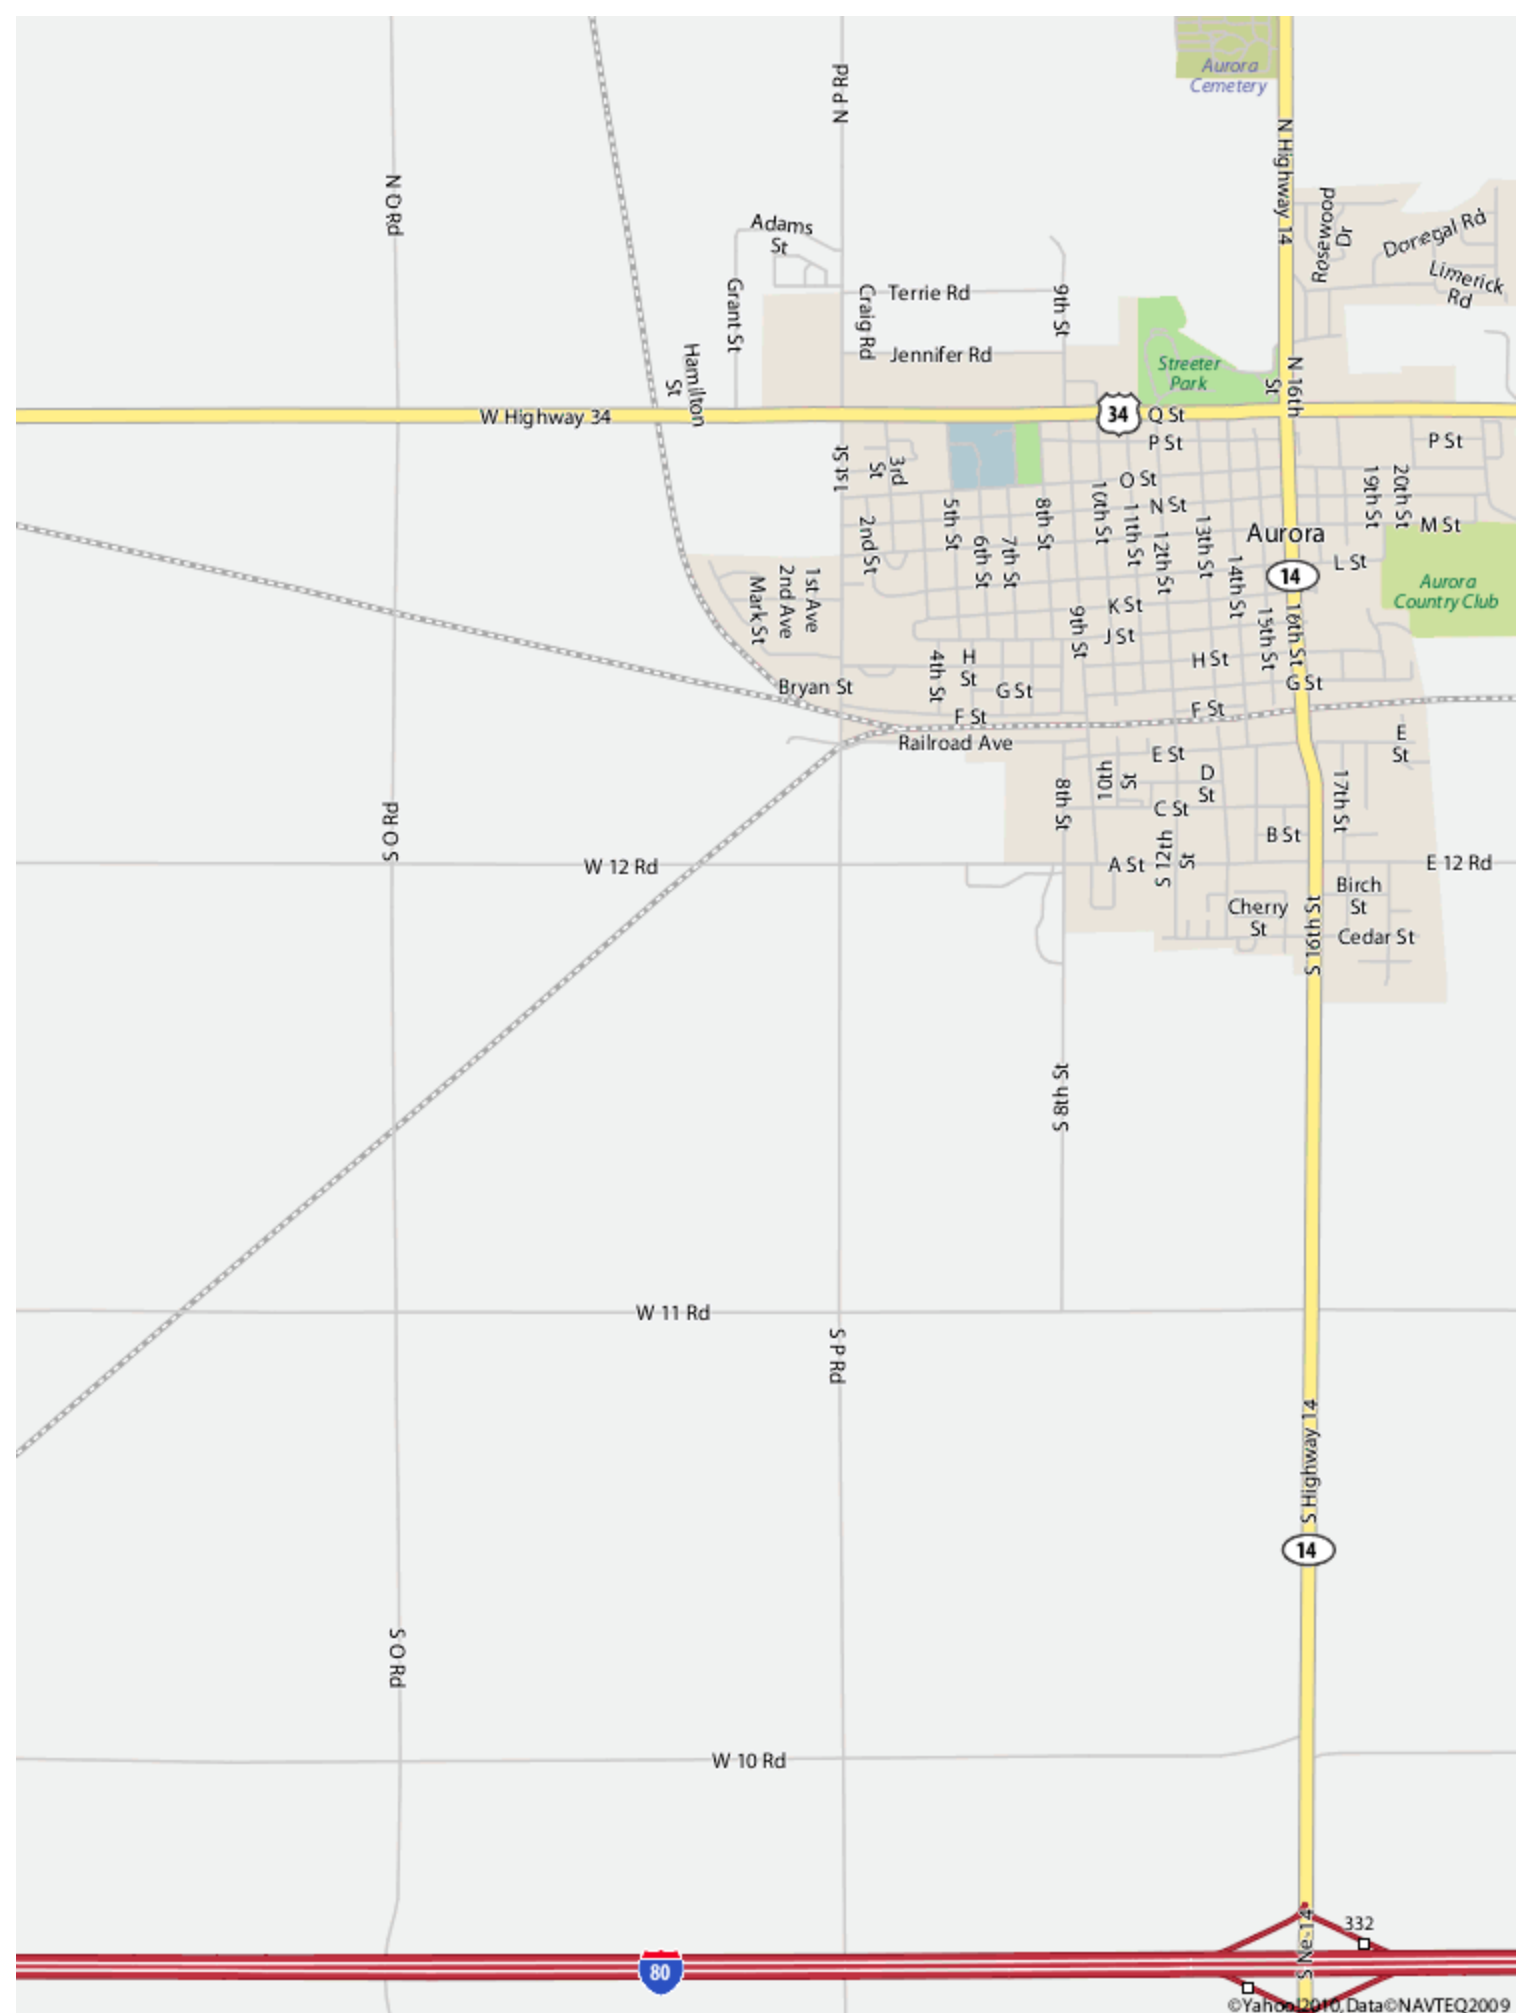 Aurora
Cemetery
N P Rd
N Highway 14
N O Rd
Rosewood
Dr
Donegal Rd
Limerick
Rd
Adams
St
Grant St
Craig Rd
Terrie Rd
9th St
Jennifer Rd
Hamilton
St
Streeter
Park
N 16th
St
W Highway 34
34
Q St
P St
P St
1st St
3rd
St
O St
N St
19th St
20th St
M St
2nd St
5th St
6th St
7th St
8th St
10th St
11th St
12th St
13th St
14th St
Aurora
L St
14
Aurora
Country Club
1st Ave
2nd Ave
Mark St
K St
J St
9th St
15th St
16th St
4th St
H
St
H St
Bryan St
G St
G St
F St
F St
Railroad Ave
E St
E
St
10th
St
D
St
8th St
C St
17th St
B St
S O Rd
W 12 Rd
A St
S 12th
St
E 12 Rd
Birch
St
Cherry
St
S 16th St
Cedar St
S 8th St
W 11 Rd
S P Rd
S Highway 14
14
S O Rd
W 10 Rd
332
S Ne-14
80
©Yahoo!2010,Data©NAVTEQ2009